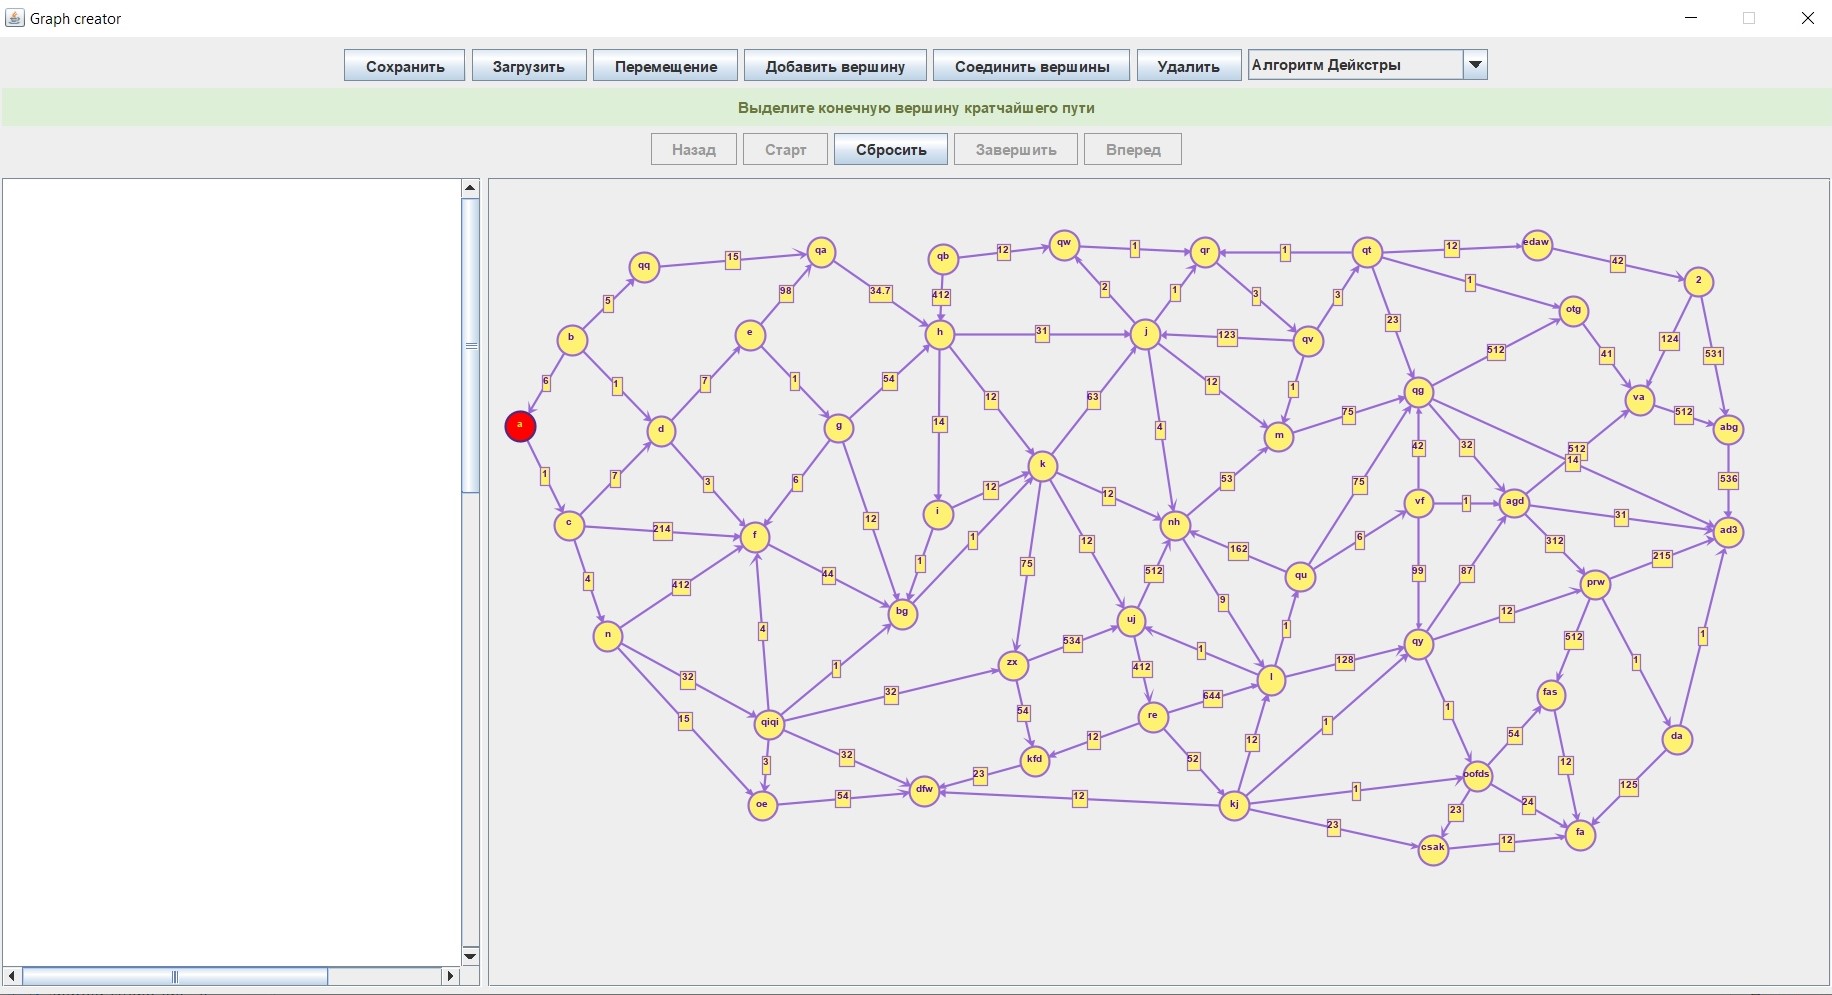 Graph creator
Сохранить Загрузить Перемещение Добавить вершину Соединить вершины Удалить Алгоритм Дейкстры
Выделите конечную вершину кратчайшего пути
Назад Старт Сбросить Завершить Вперед
qw qr qt edaw
12 1 1 12
qq 15 qa qb 42
2
5 98 34.7 412 2 1 3 3 1
otg
b e h 31 j 123 qv 23 512 41 124 531
6 1 7 1 54 12 63 12 1 qg va
a d g 14 4 m 75 42 32 512 14 512 abg
1 7 3 6 k
c 214 f 12 i 12 12 53 75 vf 1 agd 31 536
nh ad3
4 412 44 1 1 75 12 512 162 qu 6 99 87 312 215
n 4 bg uj 9 1 12 prw
32 1 zx 534 412 1 128 qy 512 1 1
15 qiqi 32 54 re 644 l 1 fas
3 32 kfd 12 52 12 1 54 12 da
oe 54 dfw 23 12 kj 1 oofds 24 125
23 23 csak 12 fa